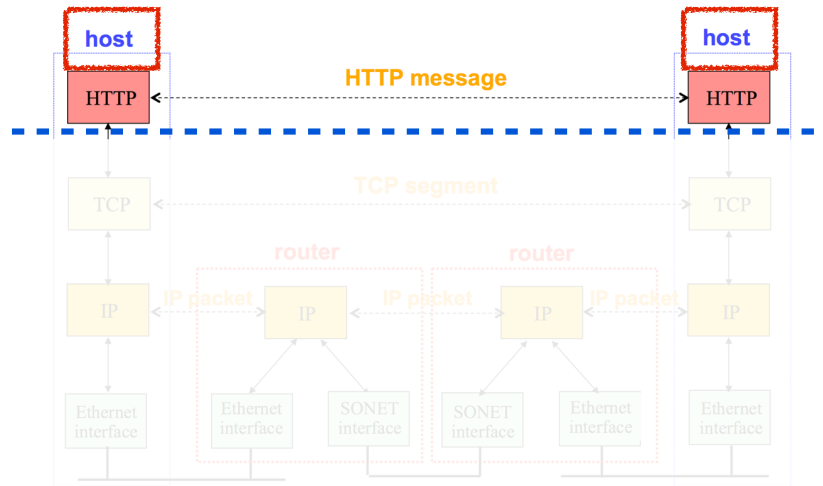 host
host
HTTP message
HTTP
HTTP
TCP segment
TCP
TCP
router
router
IP packet
IP packet
IP packet
IP
IP
IP
IP
Ethernet
interface
Ethernet
interface
SONET
interface
SONET
interface
Ethernet
interface
Ethernet
interface